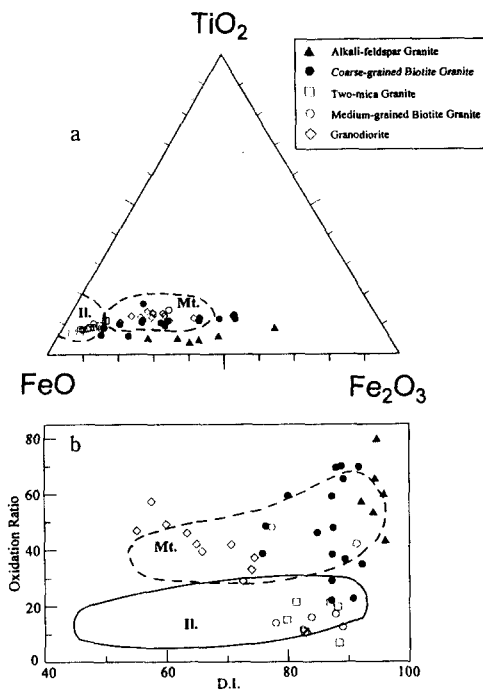 TiO2
Alkali-feldspar Granite
Coarse-grained Biotite Granite
Two-mica Granite
Medium-grained Biotite Granite
Granodiorite
a
Il.
Mt.
FeO
Fe2O3
b
80
60
40
20
0
Oxidation Ratio
Mt.
Il.
40
60
80
100
D.I.